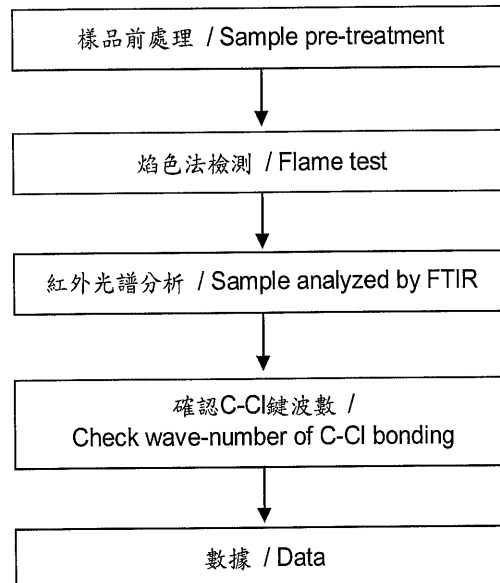 樣品前處理 / Sample pre-treatment
焰色法檢測 / Flame test
紅外光譜分析 / Sample analyzed by FTIR
確認C-Cl鍵波數 /
Check wave-number of C-Cl bonding
數據 / Data